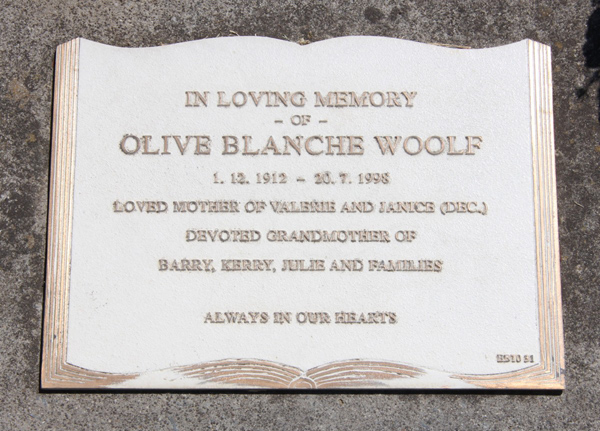 IN LOVING MEMORY
- OF -
OLIVE BLANCHE WOOLF
1. 12. 1912 - 20. 7. 1998
LOVED MOTHER OF VALERIE AND JANICE (DEC.)
DEVOTED GRANDMOTHER OF
BARRY, KERRY, JULIE AND FAMILIES
ALWAYS IN OUR HEARTS